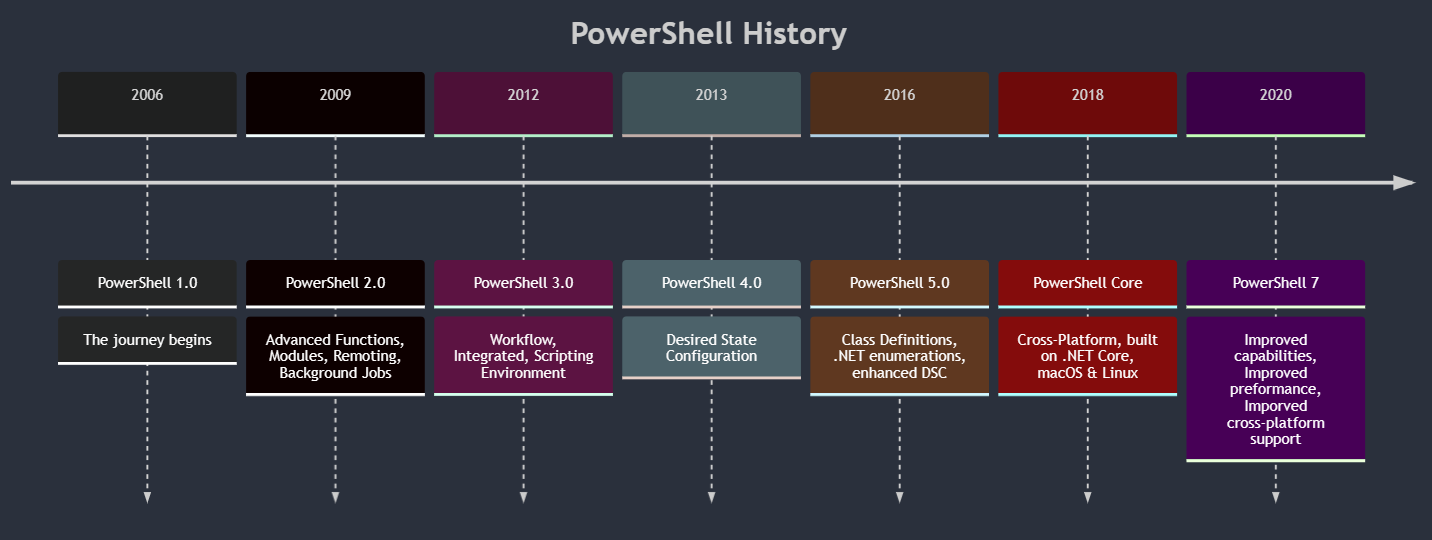 PowerShell History
2006
2009
2012
2013
2016
2018
2020
PowerShell 1.0
PowerShell 2.0
PowerShell 3.0
PowerShell 4.0
PowerShell 5.0
PowerShell Core
PowerShell 7
The journey begins
Advanced Functions,
Modules, Remoting,
Background Jobs
Workflow,
Integrated, Scripting
Environment
Desired State
Configuration
Class Definitions,
.NET enumerations,
enhanced DSC
Cross-Platform, built
on .NET Core,
macOS & Linux
Improved
capabilities,
Improved
preformance,
Imporved
cross-platform
support